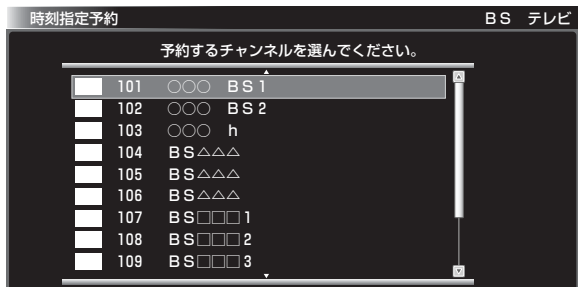 時刻指定予約 BS テレビ
予約するチャンネルを選んでください。
101 ○○○ BS1
102 ○○○ BS2
103 ○○○ h
104 BS△△△
105 BS△△△
106 BS△△△
107 BS□□□1
108 BS□□□2
109 BS□□□3